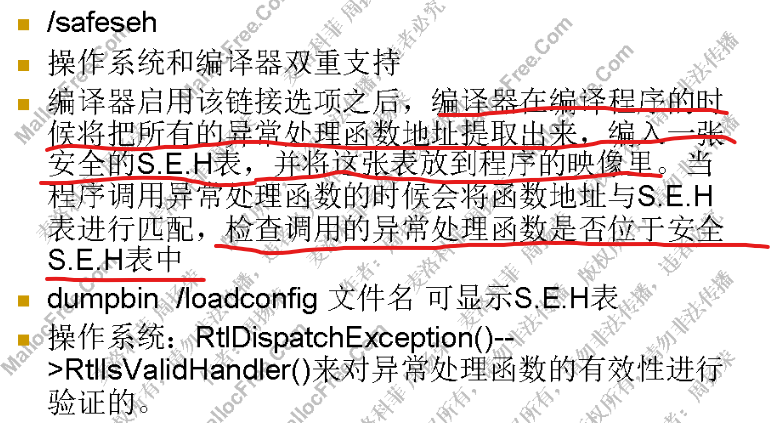 /safeseh
操作系统和编译器双重支持
编译器启用该链接选项之后，编译器在编译程序的时
候将把所有的异常处理函数地址提取出来，编入一张
安全的S.E.H表，并将这张表放到程序的映像里。当
程序调用异常处理函数的时候会将函数地址与S.E.H
表进行匹配，检查调用的异常处理函数是否位于安全
S.E.H表中
dumpbin /loadconfig 文件名 可显示S.E.H表
操作系统：RtlDispatchException()--
>RtlIsValidHandler()来对异常处理函数的有效性进行
验证的。